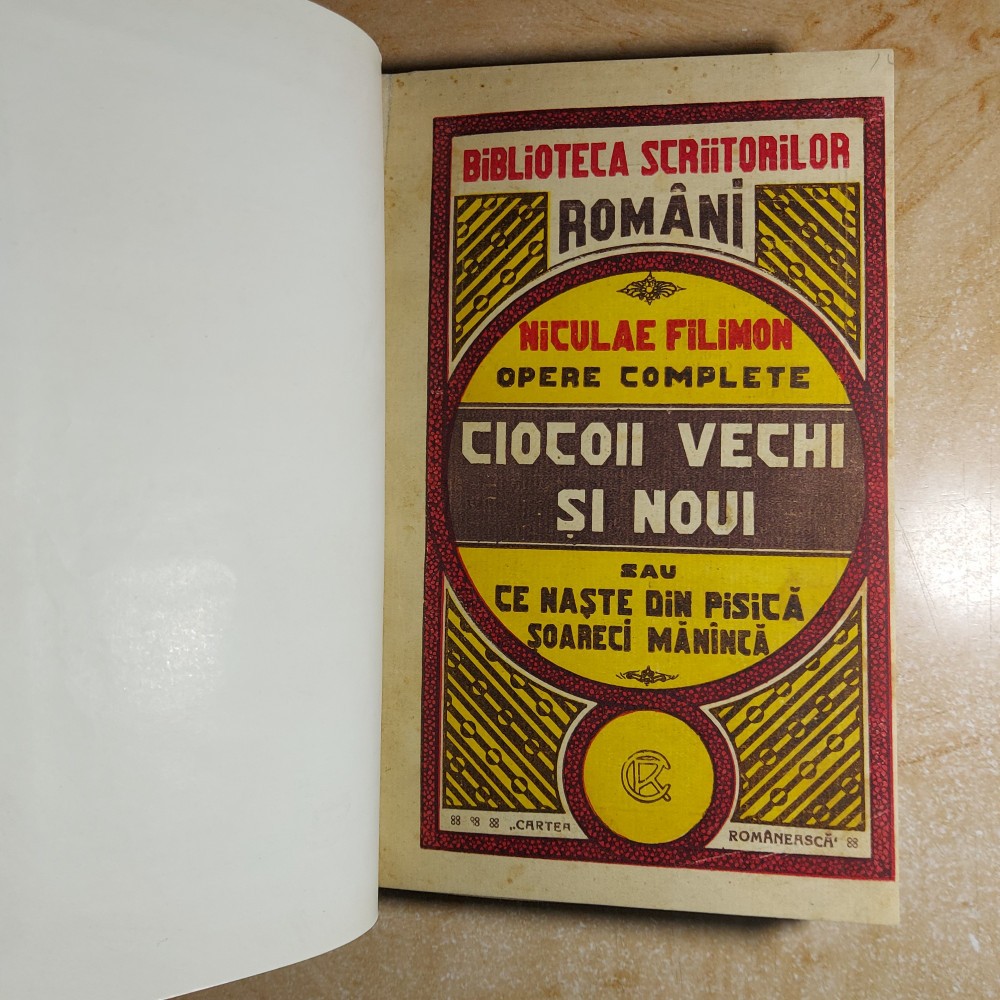 BiBLiOTECA SCRiiTORiLOR
ROMÂNi
NiCULAE FiLiMON
OPERE COMPLETE
CIOCOII VECHI
ȘI NOUI
SAU
CE NAȘTE DiN PiSiCĂ
ȘOARECi MĂNÎNCĂ
CR
„CARTEA ROMÂNEASCĂ"